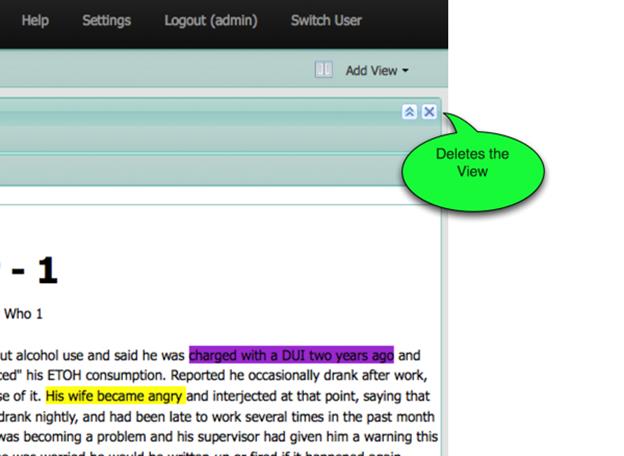 Help Settings Logout (admin) Switch User
Add View
Deletes the
View
- 1
Who 1
ut alcohol use and said he was charged with a DUI two years ago and
ced" his ETOH consumption. Reported he occasionally drank after work,
se of it. His wife became angry and interjected at that point, saying that
drank nightly, and had been late to work several times in the past month
was becoming a problem and his supervisor had given him a warning this